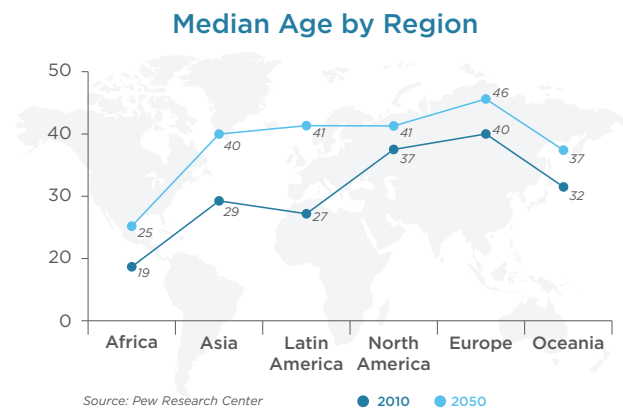 Median Age by Region
50
40
30
20
0
46
40
41
41
40
37
37
32
29
27
25
19
Africa
Asia
Latin America
North America
Europe
Oceania
Source: Pew Research Center
2010
2050